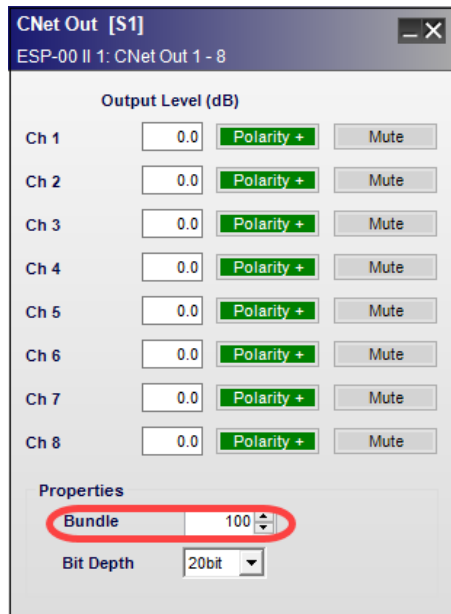 CNet Out [S1]
ESP-00 II 1: CNet Out 1 - 8
Output Level (dB)
Ch 1 0.0 Polarity + Mute
Ch 2 0.0 Polarity + Mute
Ch 3 0.0 Polarity + Mute
Ch 4 0.0 Polarity + Mute
Ch 5 0.0 Polarity + Mute
Ch 6 0.0 Polarity + Mute
Ch 7 0.0 Polarity + Mute
Ch 8 0.0 Polarity + Mute
Properties
Bundle 100
Bit Depth 20bit